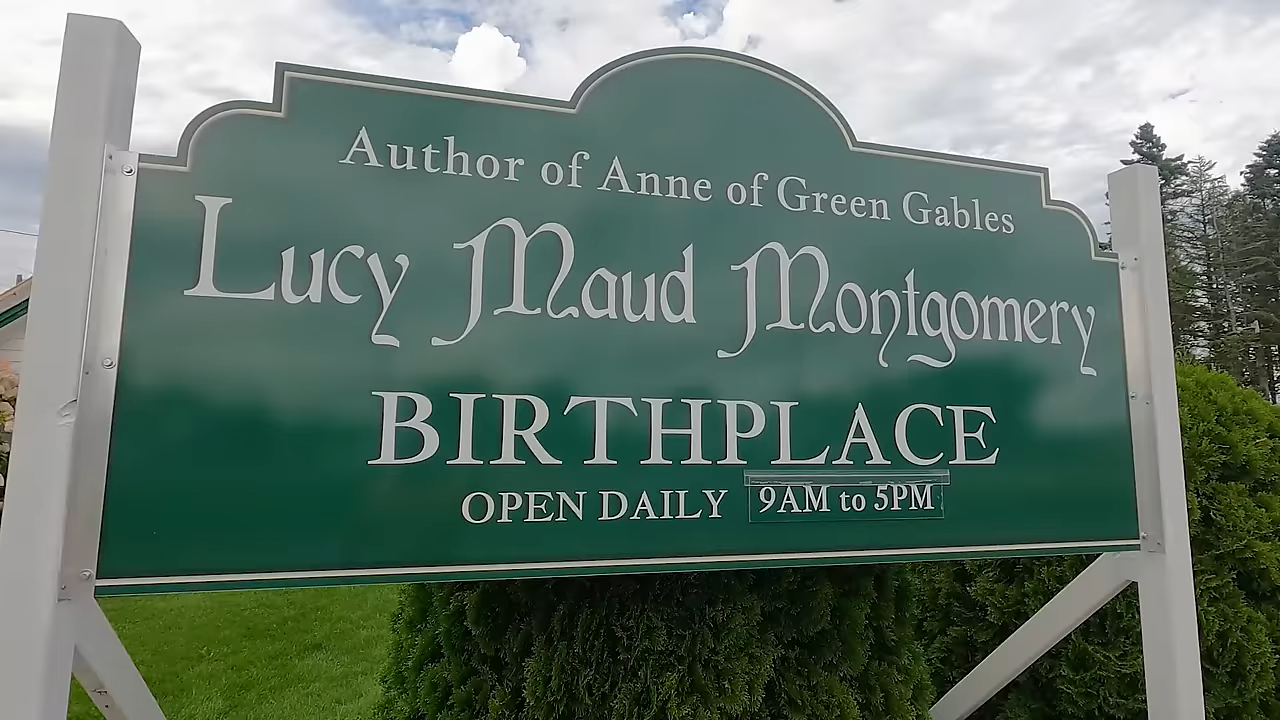 Author of Anne of Green Gables
Lucy Maud Montgomery
BIRTHPLACE
OPEN DAILY 9AM to 5PM